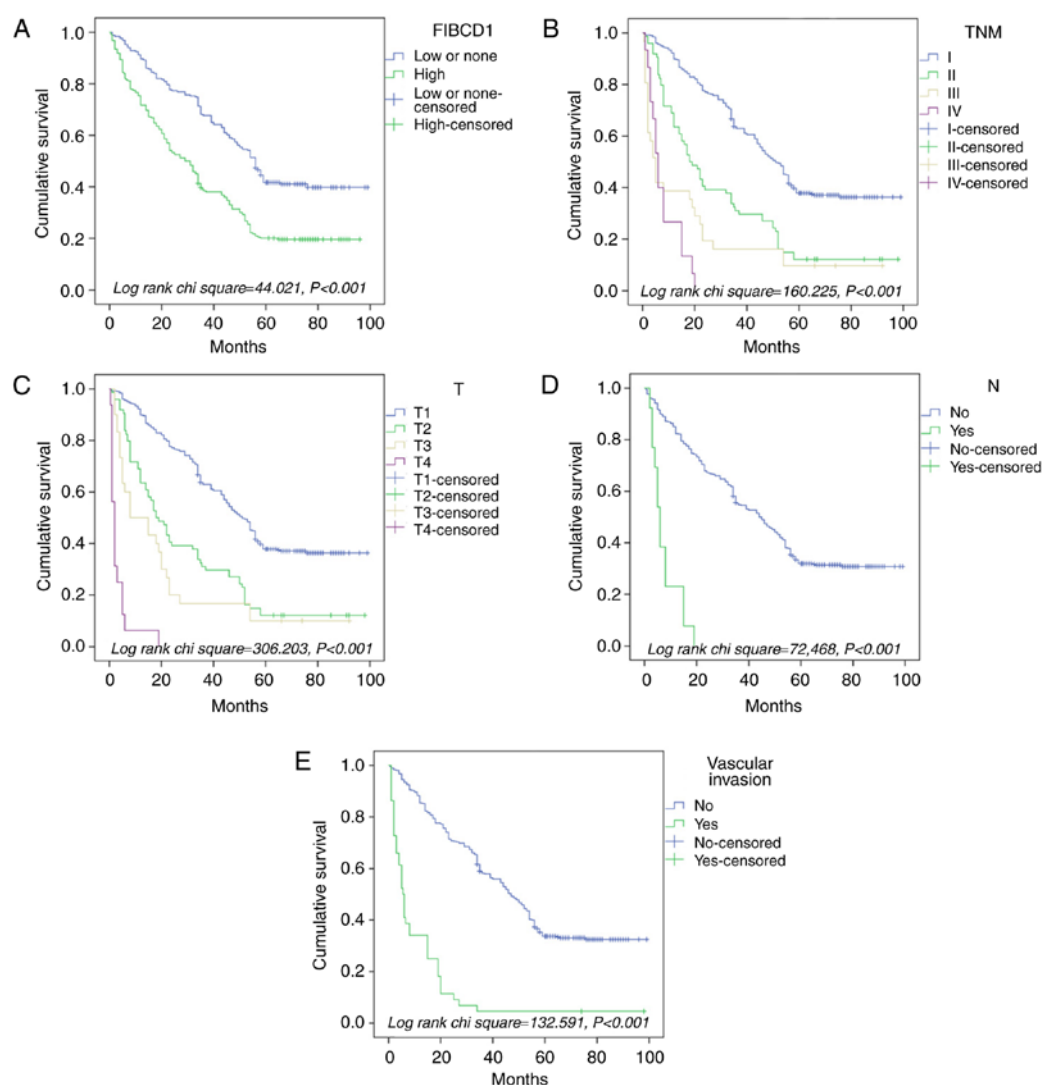 A
FIBCD1
Low or none
High
Low or none-
censored
High-censored
Cumulative survival
1.0
0.8
0.6
0.4
0.2
0.0
Log rank chi square=44.021, P<0.001
0 20 40 60 80 100
Months
B
TNM
I
II
III
IV
I-censored
II-censored
III-censored
IV-censored
Cumulative survival
1.0
0.8
0.6
0.4
0.2
0.0
Log rank chi square=160.225, P<0.001
0 20 40 60 80 100
Months
C
T
T1
T2
T3
T4
T1-censored
T2-censored
T3-censored
T4-censored
Cumulative survival
1.0
0.8
0.6
0.4
0.2
0.0
Log rank chi square=306.203, P<0.001
0 20 40 60 80 100
Months
D
N
No
Yes
No-censored
Yes-censored
Cumulative survival
1.0
0.8
0.6
0.4
0.2
0.0
Log rank chi square=72,468, P<0.001
0 20 40 60 80 100
Months
E
Vascular
invasion
No
Yes
No-censored
Yes-censored
Cumulative survival
1.0
0.8
0.6
0.4
0.2
0.0
Log rank chi square=132.591, P<0.001
0 20 40 60 80 100
Months